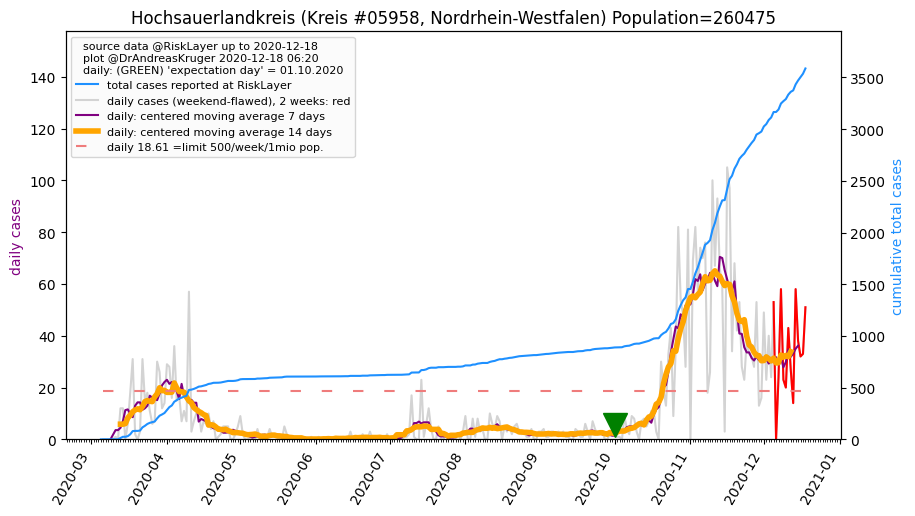 Hochsauerlandkreis (Kreis #05958, Nordrhein-Westfalen) Population=260475
source data @RiskLayer up to 2020-12-18
plot @DrAndreasKruger 2020-12-18 06:20
daily: (GREEN) 'expectation day' = 01.10.2020
total cases reported at RiskLayer
daily cases (weekend-flawed), 2 weeks: red
daily: centered moving average 7 days
daily: centered moving average 14 days
daily 18.61 =limit 500/week/1mio pop.
daily cases
140
120
100
80
60
40
20
0
3500
3000
2500
2000
1500
1000
500
0
cumulative total cases
2020-03
2020-04
2020-05
2020-06
2020-07
2020-08
2020-09
2020-10
2020-11
2020-12
2021-01